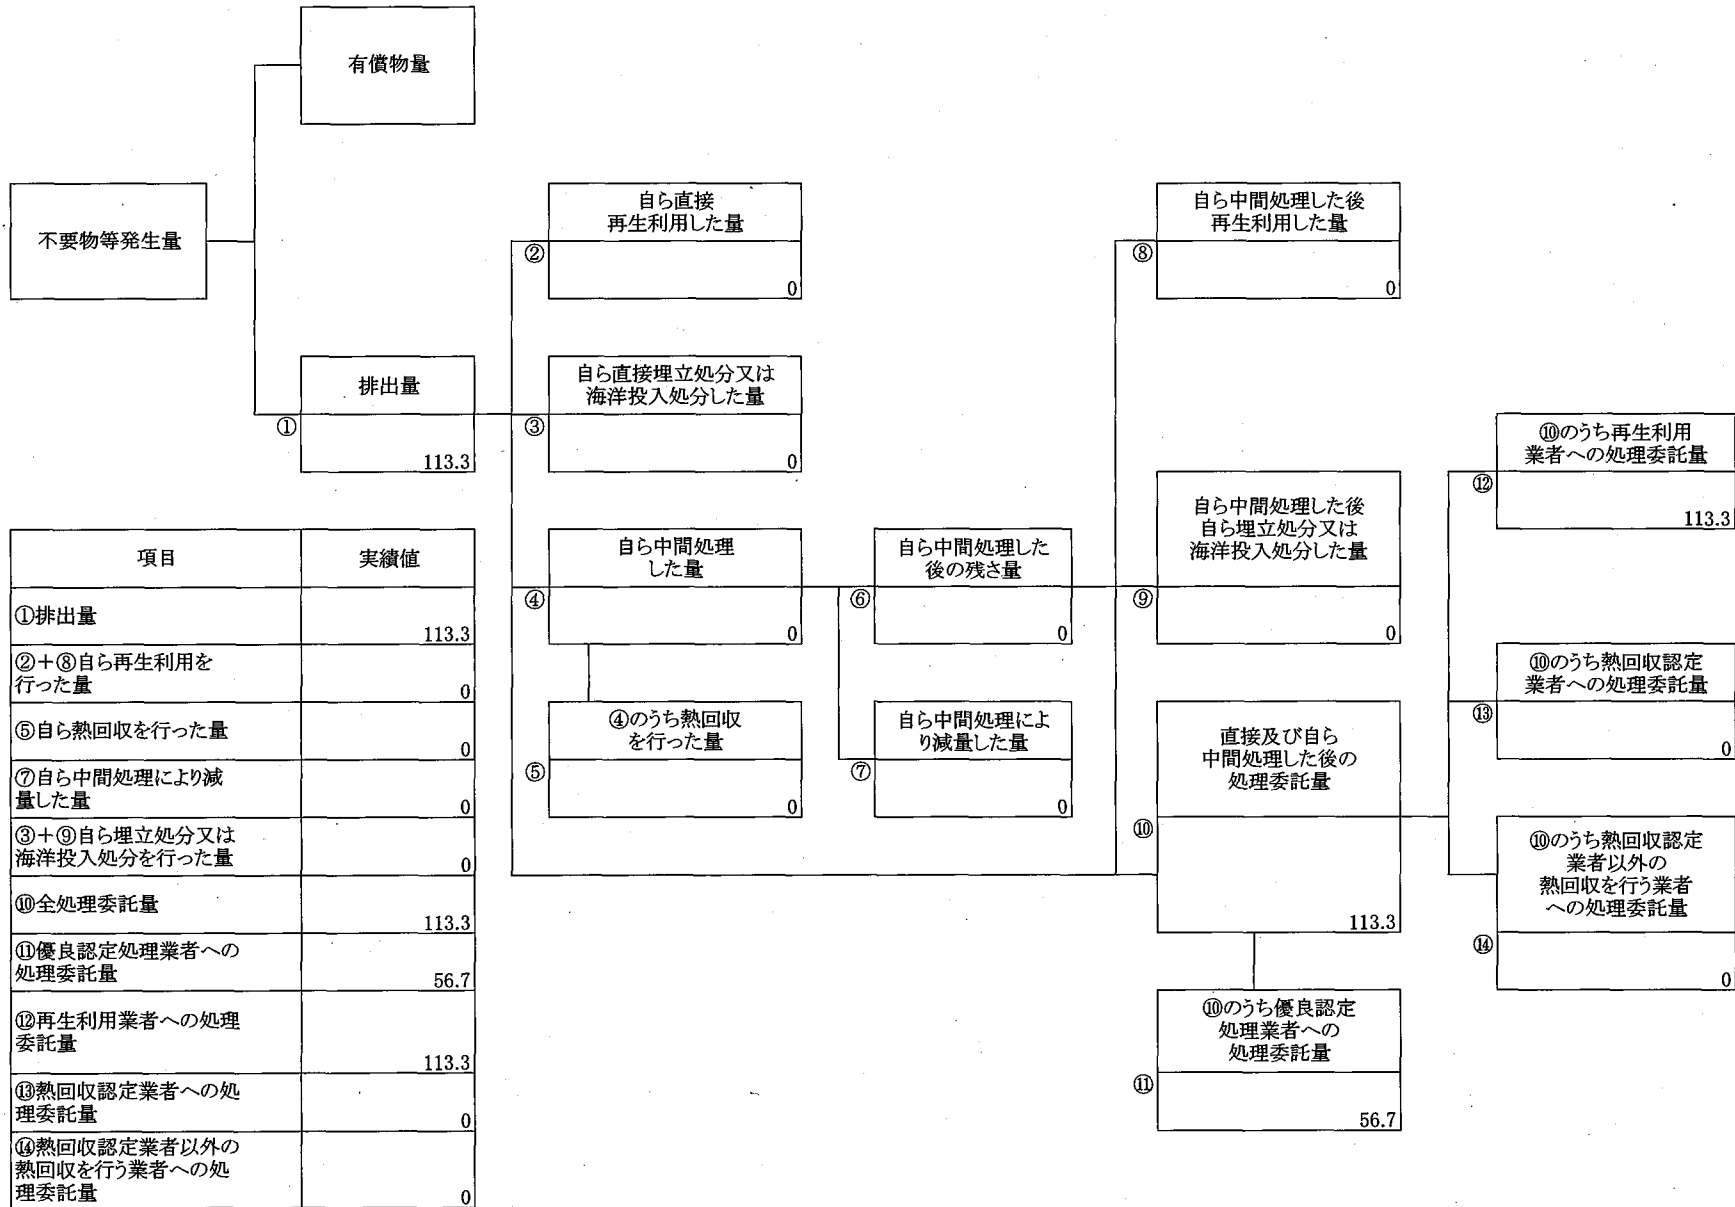 有償物量
不要物等発生量
排出量
①
113.3
自ら直接
再生利用した量
②
0
自ら直接埋立処分又は
海洋投入処分した量
③
0
自ら中間処理
した量
④
0
④のうち熱回収
を行った量
⑤
0
自ら中間処理した
後の残さ量
⑥
0
自ら中間処理によ
り減量した量
⑦
0
自ら中間処理した後
再生利用した量
⑧
0
自ら中間処理した後
自ら埋立処分又は
海洋投入処分した量
⑨
0
直接及び自ら
中間処理した後の
処理委託量
⑩
113.3
⑩のうち優良認定
処理業者への
処理委託量
⑪
56.7
⑩のうち再生利用
業者への処理委託量
⑫
113.3
⑩のうち熱回収認定
業者への処理委託量
⑬
0
⑩のうち熱回収認定
業者以外の
熱回収を行う業者
への処理委託量
⑭
0
項目 実績値
①排出量
113.3
②+⑧自ら再生利用を
行った量
0
⑤自ら熱回収を行った量
0
⑦自ら中間処理により減
量した量
0
③+⑨自ら埋立処分又は
海洋投入処分を行った量
0
⑩全処理委託量
113.3
⑪優良認定処理業者への
処理委託量
56.7
⑫再生利用業者への処理
委託量
113.3
⑬熱回収認定業者への処
理委託量
0
⑭熱回収認定業者以外の
熱回収を行う業者への処
理委託量
0